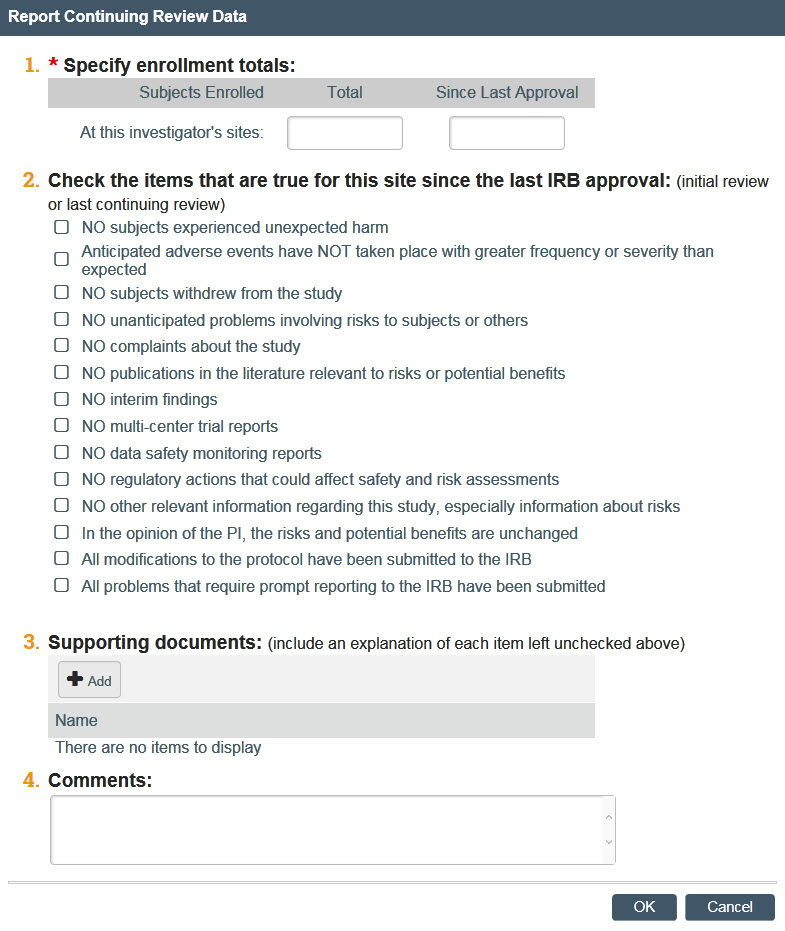 Report Continuing Review Data
1. * Specify enrollment totals:
Subjects Enrolled Total Since Last Approval
At this investigator's sites:
2. Check the items that are true for this site since the last IRB approval: (initial review
or last continuing review)
NO subjects experienced unexpected harm
Anticipated adverse events have NOT taken place with greater frequency or severity than
expected
NO subjects withdrew from the study
NO unanticipated problems involving risks to subjects or others
NO complaints about the study
NO publications in the literature relevant to risks or potential benefits
NO interim findings
NO multi-center trial reports
NO data safety monitoring reports
NO regulatory actions that could affect safety and risk assessments
NO other relevant information regarding this study, especially information about risks
In the opinion of the PI, the risks and potential benefits are unchanged
All modifications to the protocol have been submitted to the IRB
All problems that require prompt reporting to the IRB have been submitted
3. Supporting documents: (include an explanation of each item left unchecked above)
Add
Name
There are no items to display
4. Comments:
OK Cancel